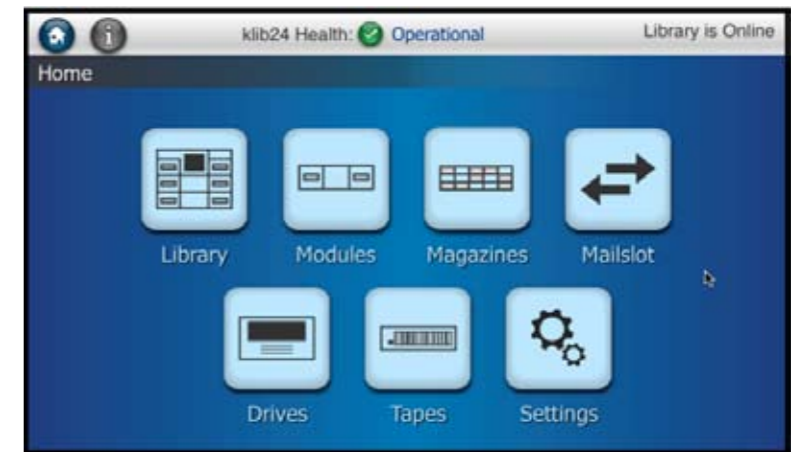 klib24 Health: Operational Library is Online
Home
Library Modules Magazines Mailslot
Drives Tapes Settings